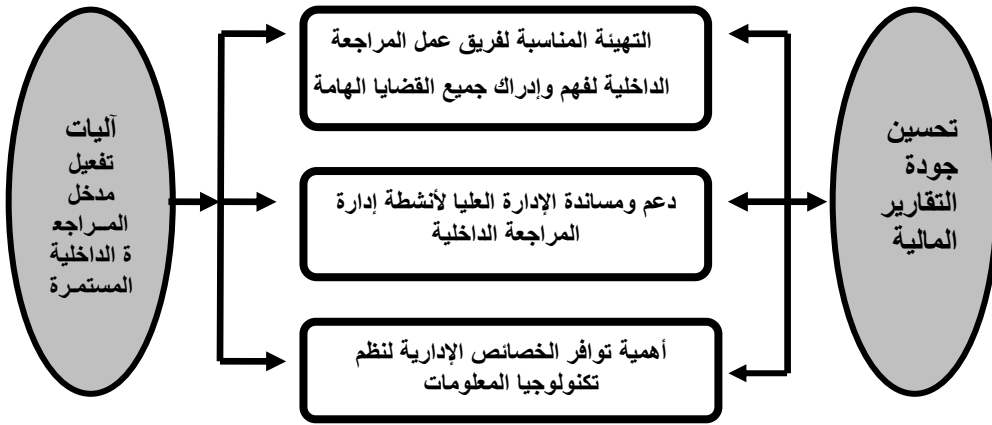 تحسين
جودة
التقارير
المالية
التهيئة المناسبة لفريق عمل المراجعة
الداخلية لفهم وإدراك جميع القضايا الهامة
دعم ومساندة الإدارة العليا لأنشطة إدارة
المراجعة الداخلية
أهمية توافر الخصائص الإدارية لنظم
تكنولوجيا المعلومات
آليات
تفعيل
مدخل
المـراجع
ة الداخلية
المستمـرة